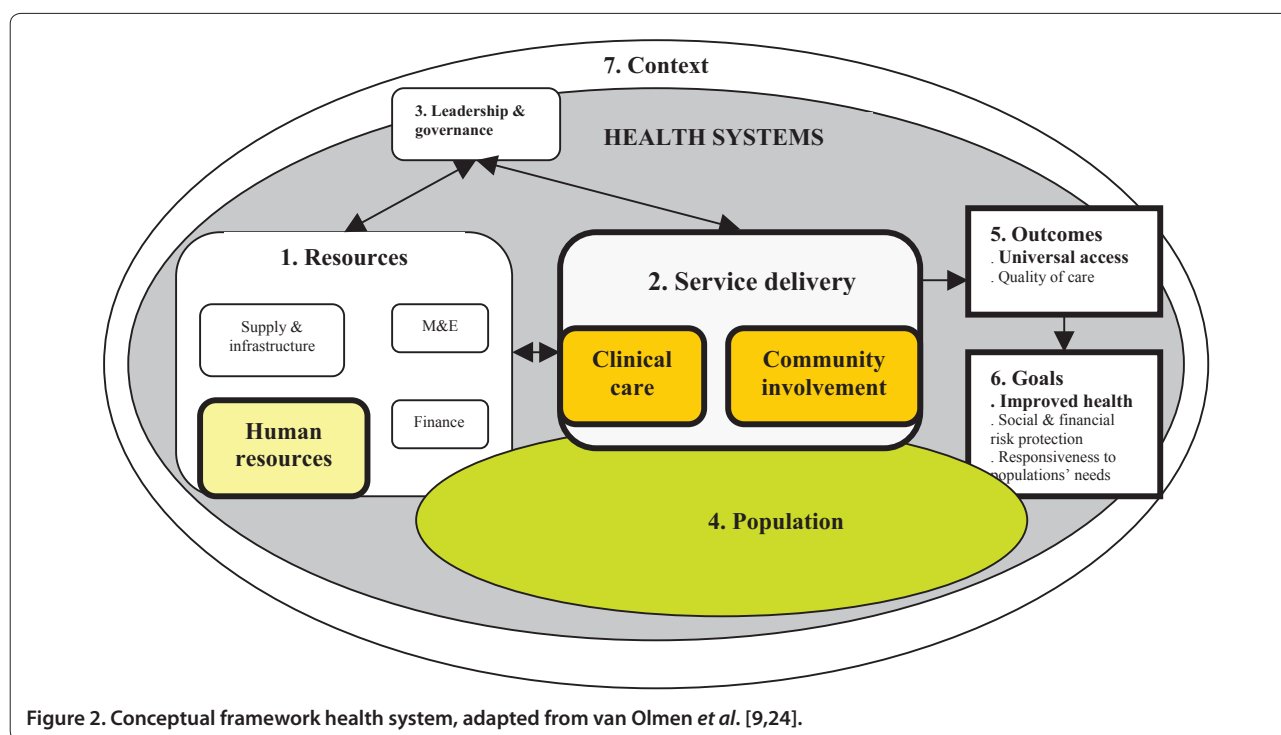 7. Context
3. Leadership &
governance
HEALTH SYSTEMS
1. Resources
Supply &
infrastructure
M&E
Human
resources
Finance
2. Service delivery
Clinical
care
Community
involvement
5. Outcomes
. Universal access
. Quality of care
6. Goals
. Improved health
. Social & financial
risk protection
. Responsiveness to
populations' needs
4. Population
Figure 2. Conceptual framework health system, adapted from van Olmen et al. [9,24].